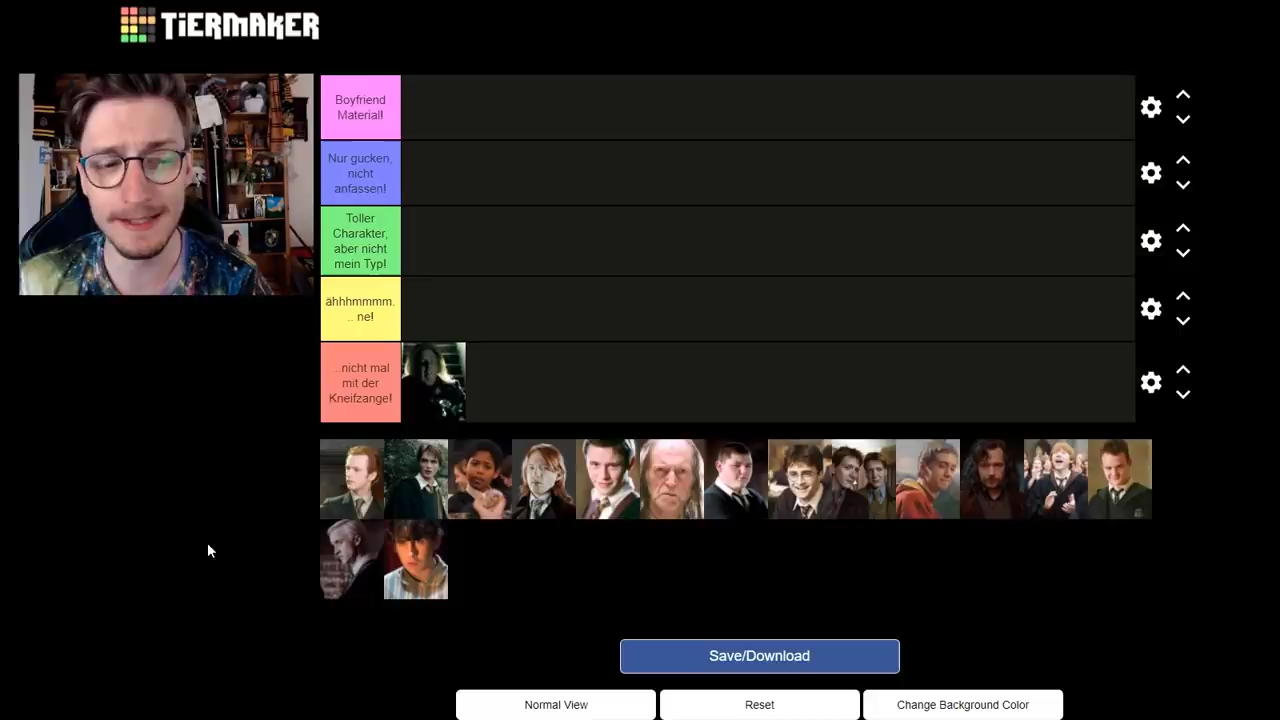 TIERMAKER
Boyfriend
Material!
Nur gucken,
nicht
anfassen!
Toller
Charakter,
aber nicht
mein Typ!
ähhhmmmm.
.. ne!
...nicht mal
mit der
Kneifzange!
Save/Download
Normal View
Reset
Change Background Color